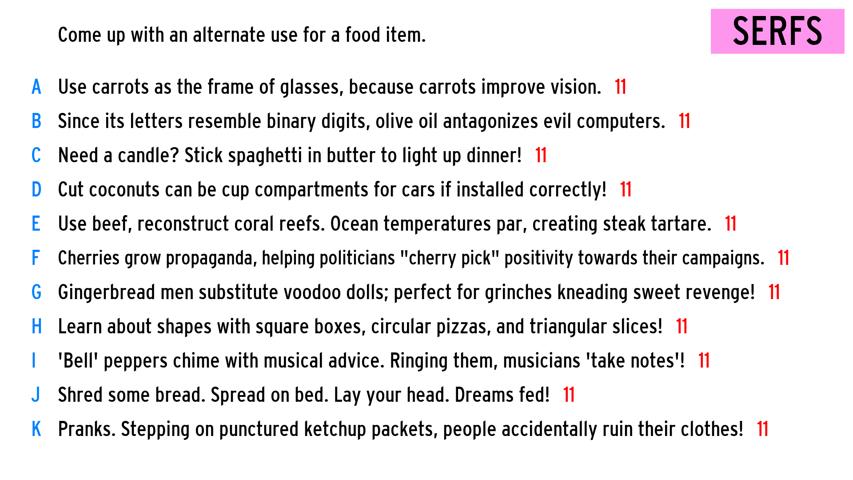 Come up with an alternate use for a food item.
SERFS
A Use carrots as the frame of glasses, because carrots improve vision. 11
B Since its letters resemble binary digits, olive oil antagonizes evil computers. 11
C Need a candle? Stick spaghetti in butter to light up dinner! 11
D Cut coconuts can be cup compartments for cars if installed correctly! 11
E Use beef, reconstruct coral reefs. Ocean temperatures par, creating steak tartare. 11
F Cherries grow propaganda, helping politicians "cherry pick" positivity towards their campaigns. 11
G Gingerbread men substitute voodoo dolls; perfect for grinches kneading sweet revenge! 11
H Learn about shapes with square boxes, circular pizzas, and triangular slices! 11
I 'Bell' peppers chime with musical advice. Ringing them, musicians 'take notes'! 11
J Shred some bread. Spread on bed. Lay your head. Dreams fed! 11
K Pranks. Stepping on punctured ketchup packets, people accidentally ruin their clothes! 11